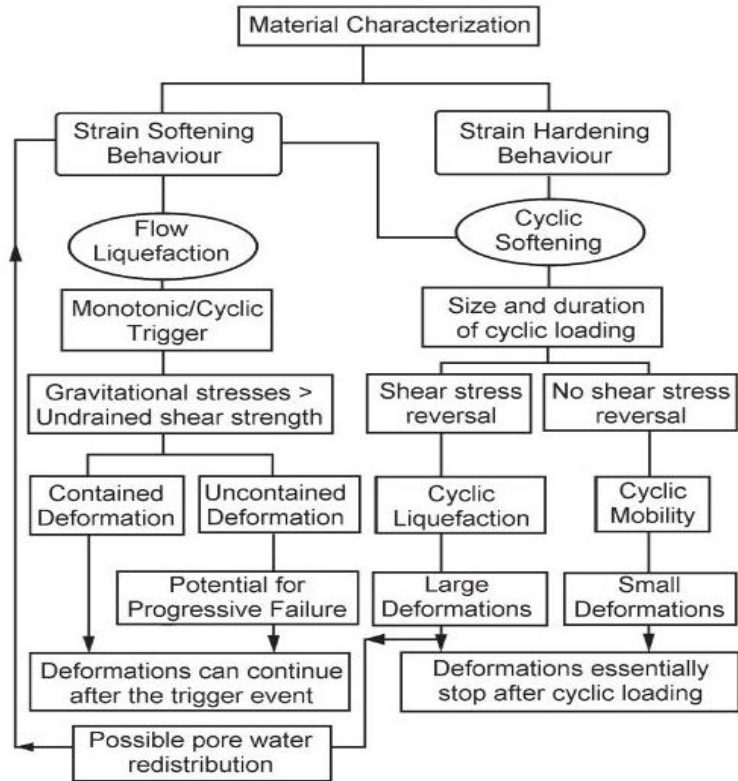 Material Characterization
Strain Softening
Behaviour
Strain Hardening
Behaviour
Flow
Liquefaction
Cyclic
Softening
Monotonic/Cyclic
Trigger
Size and duration
of cyclic loading
Gravitational stresses >
Undrained shear strength
Shear stress
reversal
No shear stress
reversal
Contained
Deformation
Uncontained
Deformation
Cyclic
Liquefaction
Cyclic
Mobility
Potential for
Progressive Failure
Large
Deformations
Small
Deformations
Deformations can continue
after the trigger event
Deformations essentially
stop after cyclic loading
Possible pore water
redistribution